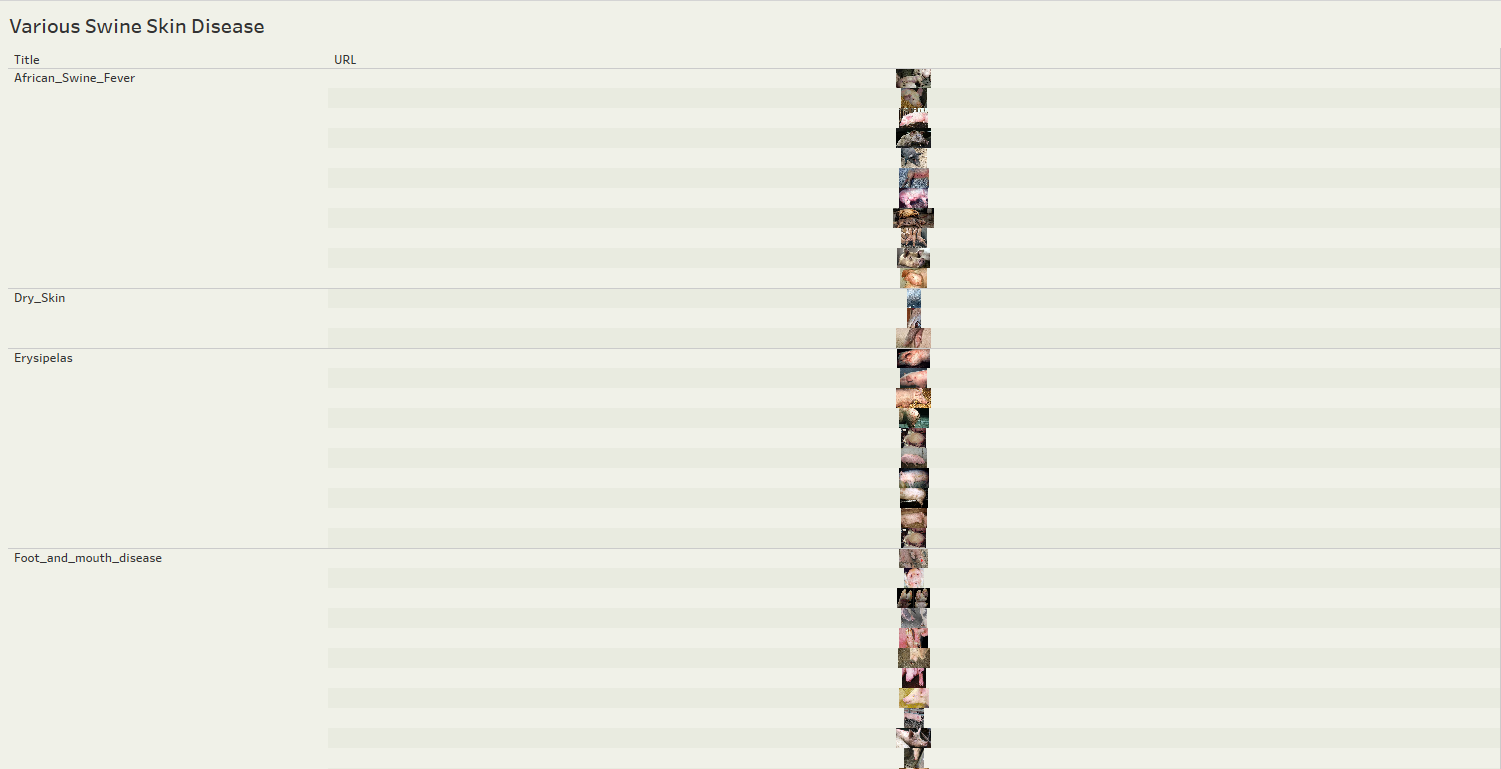 Various Swine Skin Disease
Title URL
African_Swine_Fever
Dry_Skin
Erysipelas
Foot_and_mouth_disease